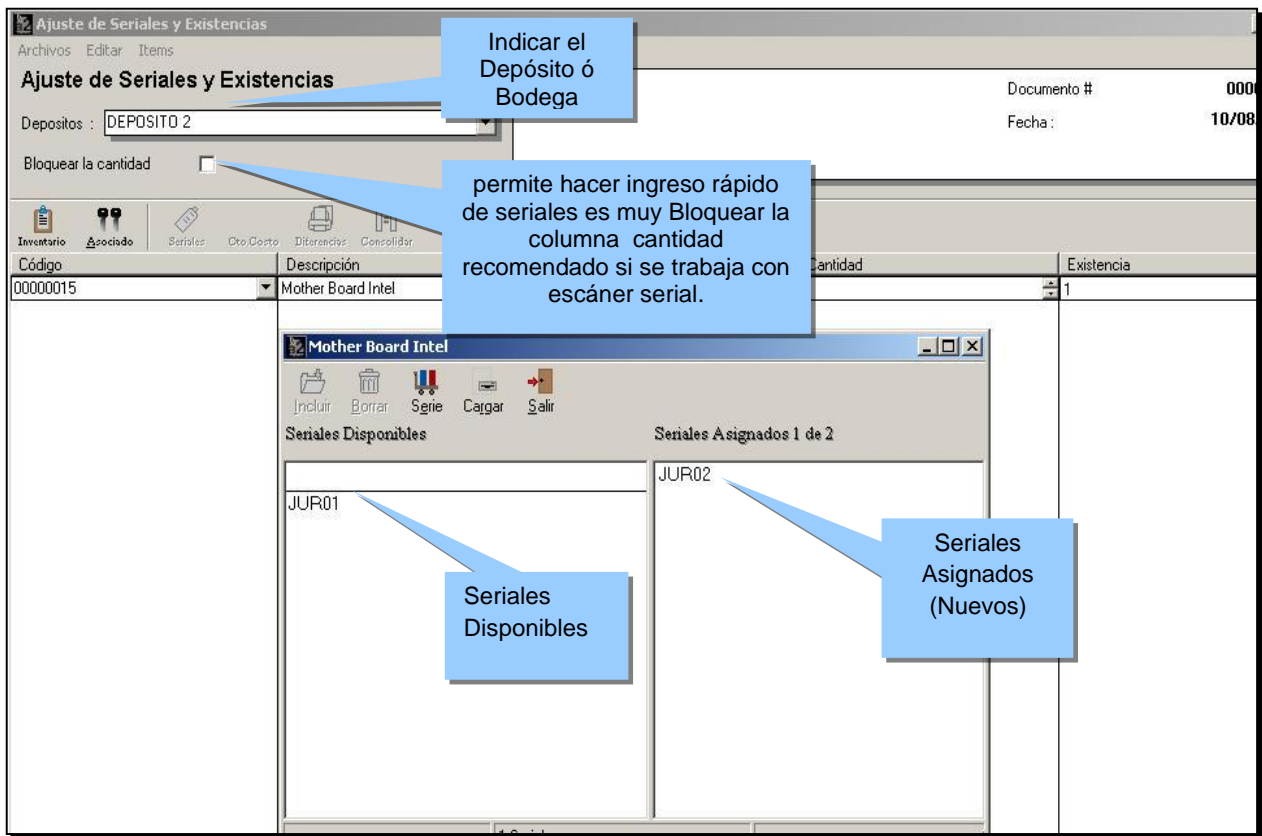 Ajuste de Seriales y Existencias
Archivos Editar Items
Ajuste de Seriales y Existencias
Depositos : DEPOSITO 2
Bloquear la cantidad
Indicar el
Depósito ó
Bodega
Documento # 0000
Fecha : 10/08/
permite hacer ingreso rápido
de seriales es muy Bloquear la
columna cantidad
recomendado si se trabaja con
escáner serial.
Inventario Asociado Seriales Cto.Costo Diferencias Consolidar
Código Descripción Cantidad Existencia
00000015 Mother Board Intel 1
Mother Board Intel
Incluir Borrar Serie Cargar Salir
Seriales Disponibles Seriales Asignados 1 de 2
JUR02
JUR01
Seriales
Asignados
(Nuevos)
Seriales
Disponibles